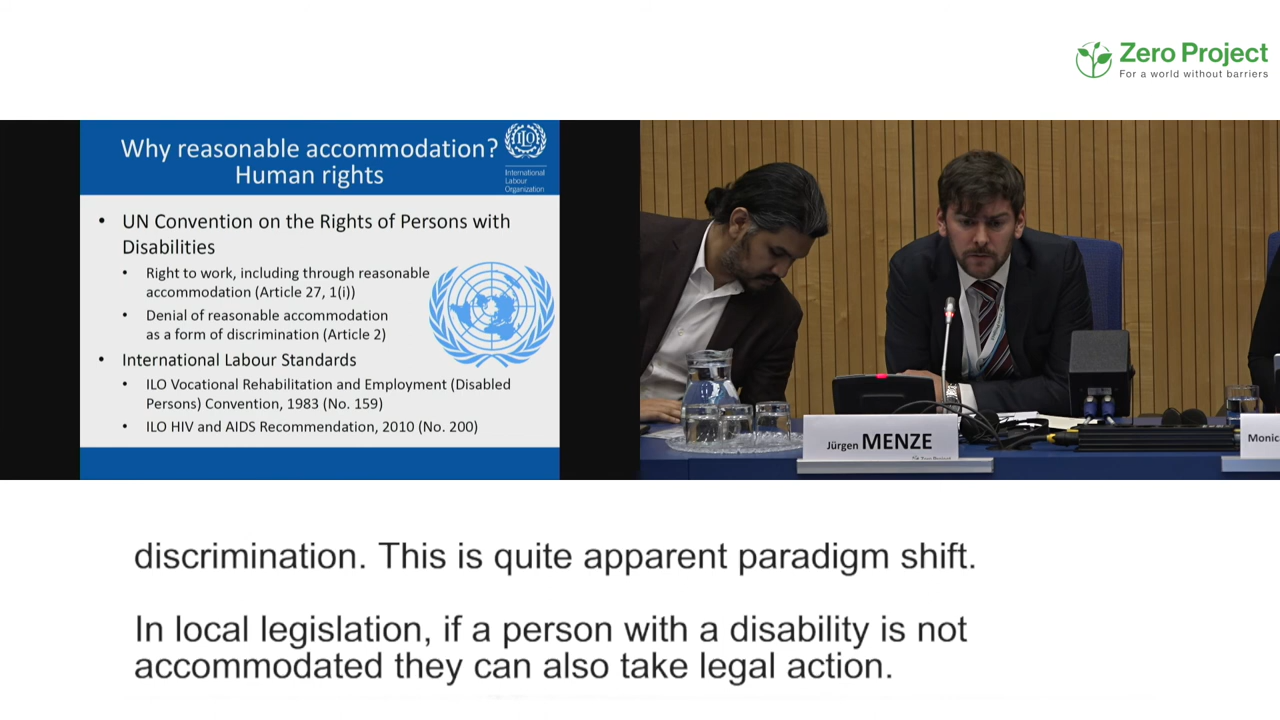 Zero Project
For a world without barriers
Why reasonable accommodation?
Human rights
ILO
International
Labour
Organization
• UN Convention on the Rights of Persons with
Disabilities
• Right to work, including through reasonable
accommodation (Article 27, 1(i))
• Denial of reasonable accommodation
as a form of discrimination (Article 2)
• International Labour Standards
• ILO Vocational Rehabilitation and Employment (Disabled
Persons) Convention, 1983 (No. 159)
• ILO HIV and AIDS Recommendation, 2010 (No. 200)
Jürgen MENZE
Zero Project
Monic
discrimination. This is quite apparent paradigm shift.
In local legislation, if a person with a disability is not
accommodated they can also take legal action.